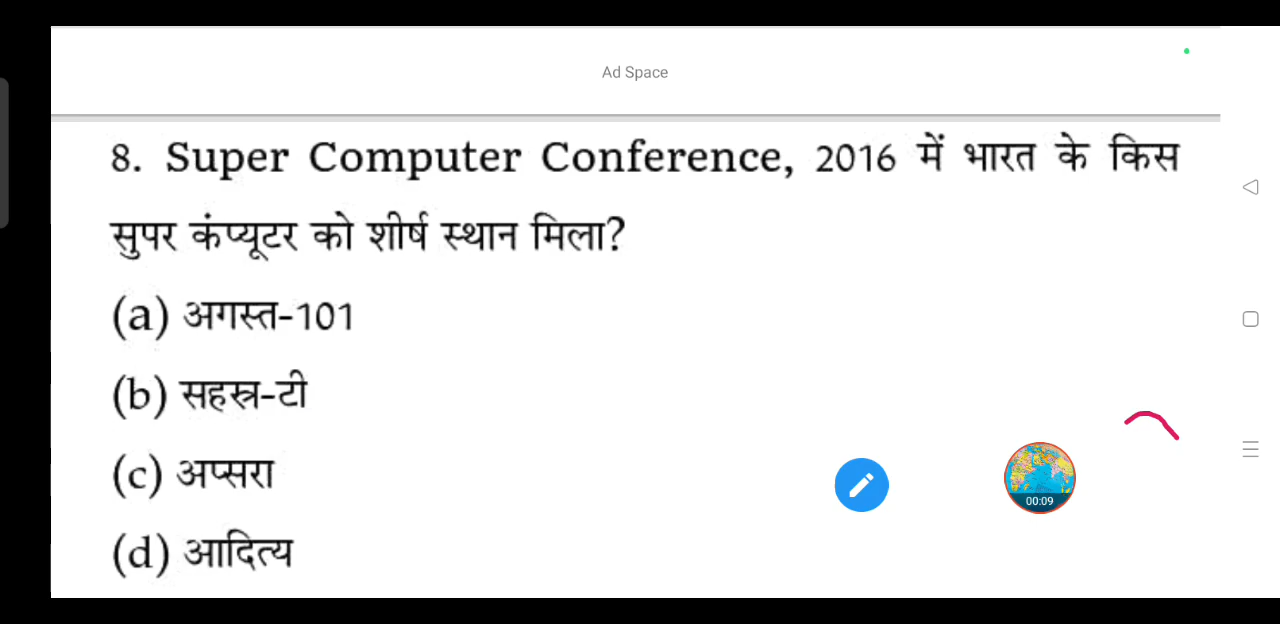 Ad Space
8. Super Computer Conference, 2016 में भारत के किस
सुपर कंप्यूटर को शीर्ष स्थान मिला?
(a) अगस्त-101
(b) सहस्त्र-टी
(c) अप्सरा
(d) आदित्य
00:09